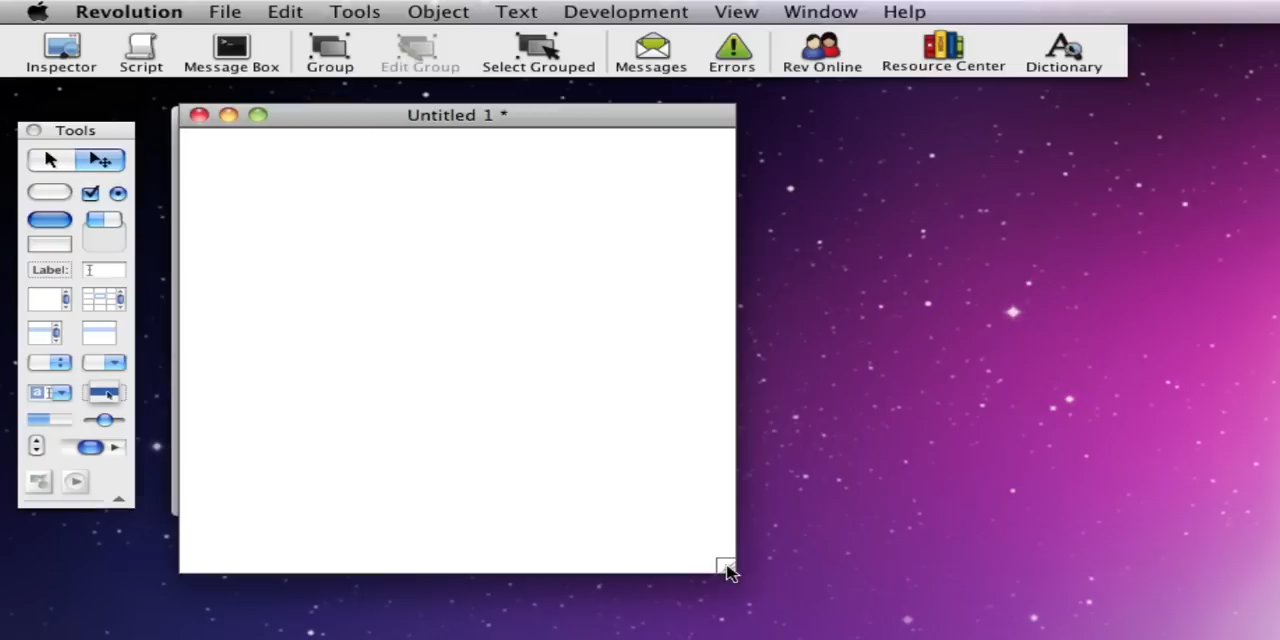 Revolution File Edit Tools Object Text Development View Window Help
Inspector Script Message Box Group Edit Group Select Grouped Messages Errors Rev Online Resource Center Dictionary
Untitled 1 *
Tools
Label: